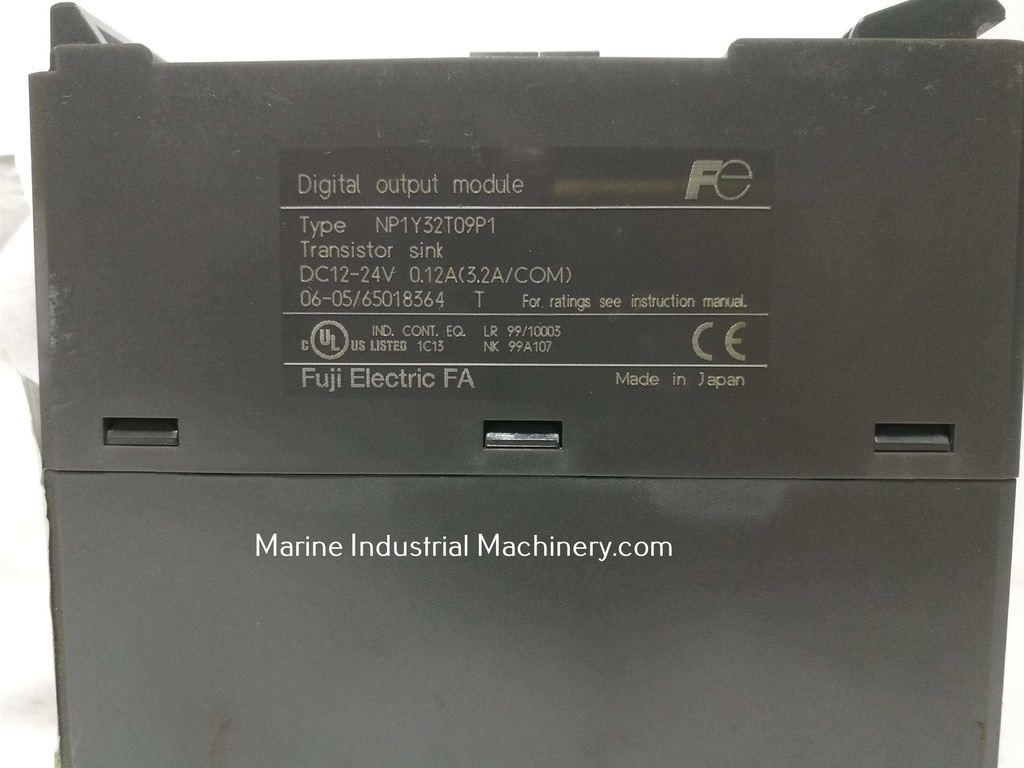 Digital output module Fe
Type NP1Y32T09P1
Transistor sink
DC12-24V 0.12A(3.2A/COM)
06-05/65018364 T For ratings see instruction manual.
C UL US LISTED IND. CONT. EQ. 1C13 LR 99/10003 NK 99A107 CE
Fuji Electric FA Made in Japan
Marine Industrial Machinery.com